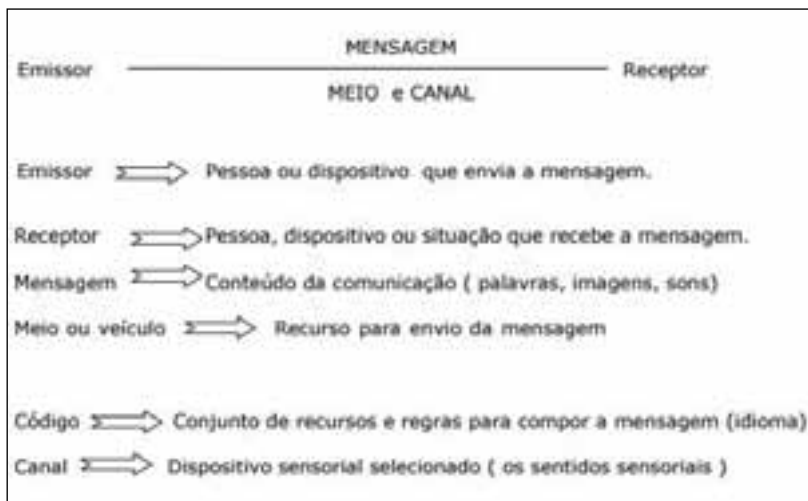 MENSAGEM
Emissor Receptor
MEIO e CANAL
Emissor Pessoa ou dispositivo que envia a mensagem.
Receptor Pessoa, dispositivo ou situação que recebe a mensagem.
Mensagem Conteúdo da comunicação ( palavras, imagens, sons)
Meio ou veículo Recurso para envio da mensagem
Código Conjunto de recursos e regras para compor a mensagem (idioma)
Canal Dispositivo sensorial selecionado ( os sentidos sensoriais )